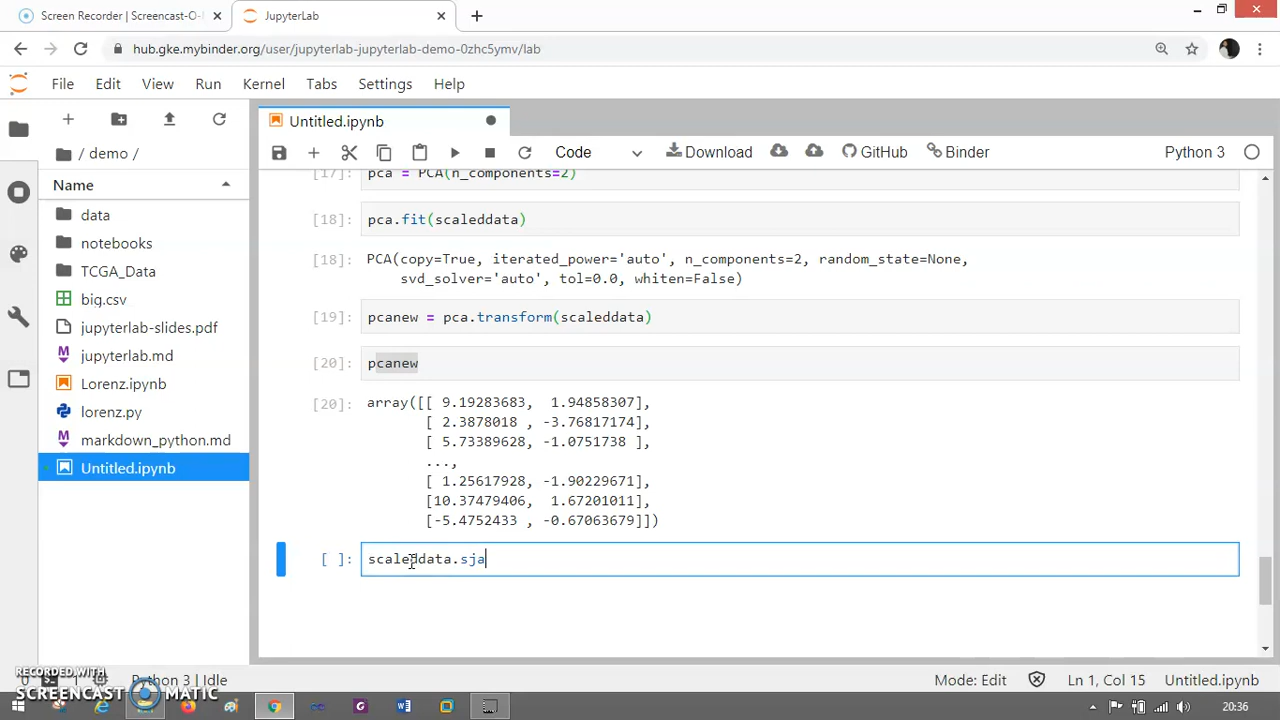 Screen Recorder | Screencast-O-
JupyterLab
hub.gke.mybinder.org/user/jupyterlab-jupyterlab-demo-0zhc5ymv/lab
File Edit View Run Kernel Tabs Settings Help
Untitled.ipynb
Code
Download
GitHub
Binder
Python 3
/ demo /
Name
data
notebooks
TCGA_Data
big.csv
jupyterlab-slides.pdf
jupyterlab.md
Lorenz.ipynb
lorenz.py
markdown_python.md
Untitled.ipynb
[17]: pca = PCA(n_components=2)
[18]: pca.fit(scaleddata)
[18]: PCA(copy=True, iterated_power='auto', n_components=2, random_state=None,
svd_solver='auto', tol=0.0, whiten=False)
[19]: pcanew = pca.transform(scaleddata)
[20]: pcanew
[20]: array([[ 9.19283683, 1.94858307],
[ 2.3878018 , -3.76817174],
[ 5.73389628, -1.0751738 ],
...,
[ 1.25617928, -1.90229671],
[10.37479406, 1.67201011],
[-5.4752433 , -0.67063679]])
[ ]: scaleddata.sja
0
1
Python 3 | Idle
Mode: Edit
Ln 1, Col 15
Untitled.ipynb
RECORDED WITH
SCREENCAST MATIC
20:36